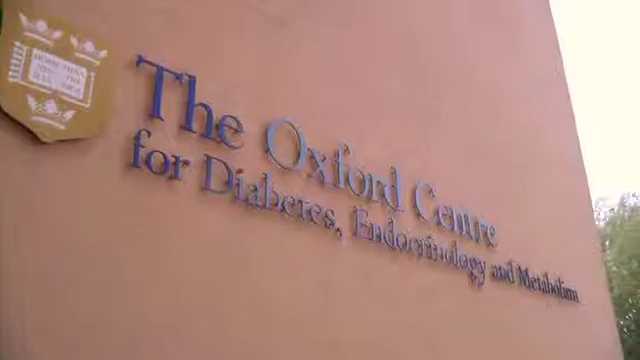 The Oxford Centre
for Diabetes, Endocrinology and Metabolism